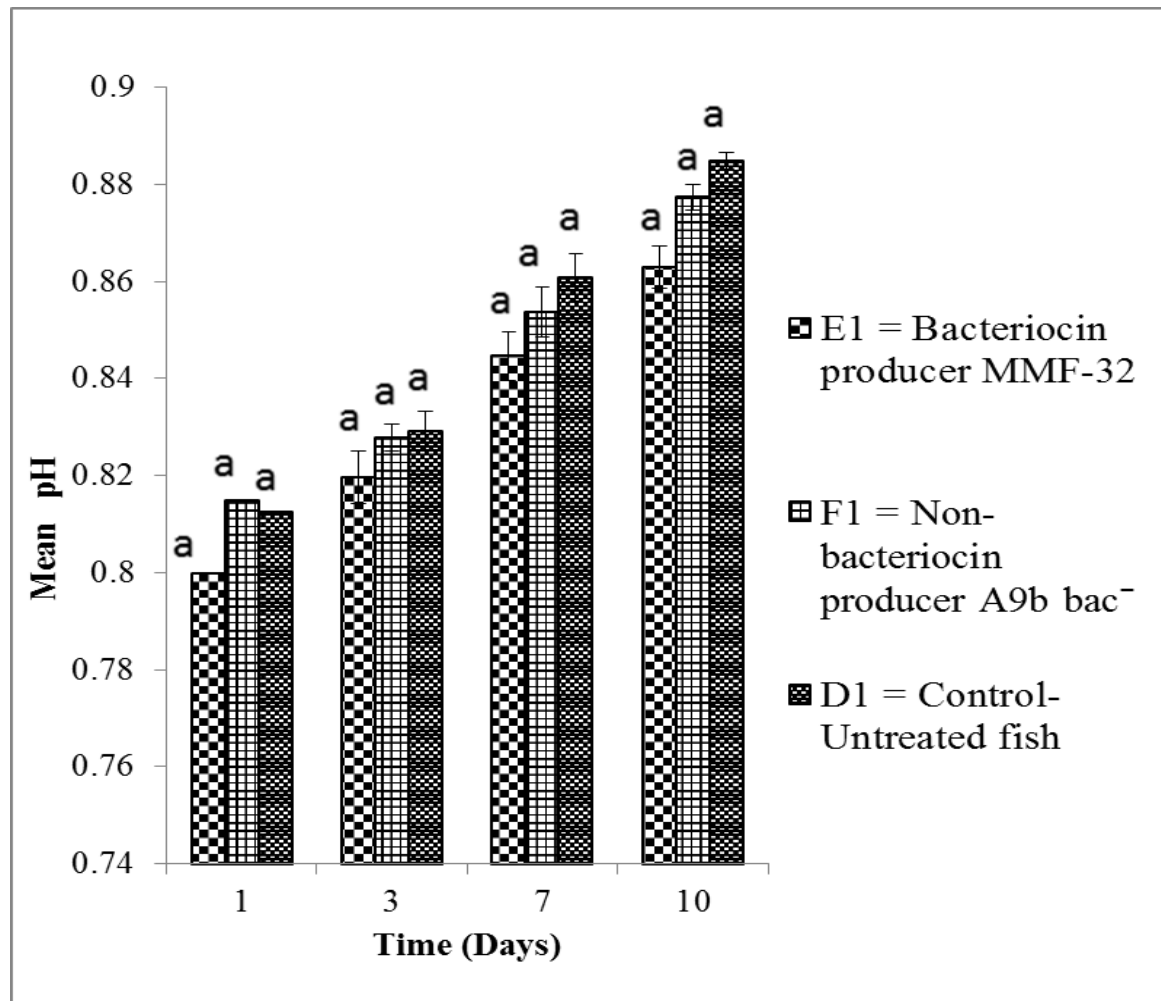 0.9
0.88
0.86
0.84
0.82
0.8
0.78
0.76
0.74
Mean pH
a a a
a a a
a a a
a a a
1 3 7 10
Time (Days)
E1 = Bacteriocin
producer MMF-32
F1 = Non-
bacteriocin
producer A9b bac⁻
D1 = Control-
Untreated fish